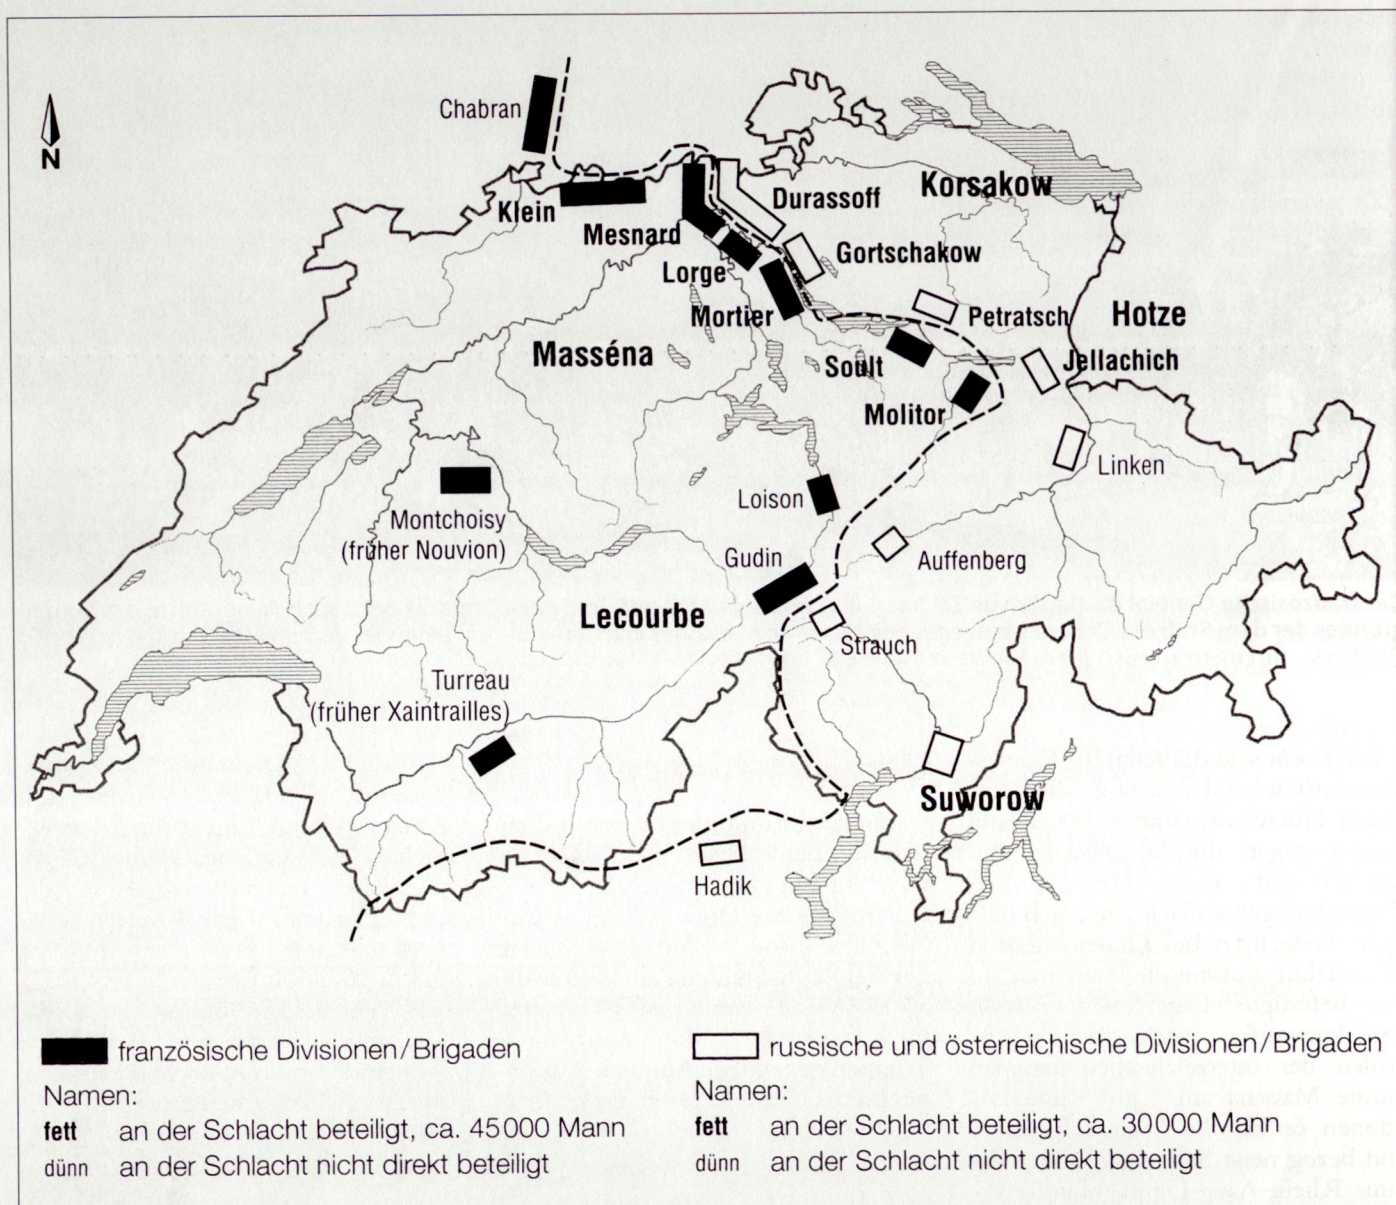 Chabran
N
Klein
Mesnard
Lorge
Mortier
Masséna
Durassoff
Korsakow
Gortschakow
Petratsch
Hotze
Jellachich
Soult
Molitor
Linken
Loison
Montchoisy
(früher Nouvion)
Gudin
Auffenberg
Lecourbe
Strauch
Turreau
(früher Xaintrailles)
Suworow
Hadik
französische Divisionen/Brigaden
Namen:
fett an der Schlacht beteiligt, ca. 45000 Mann
dünn an der Schlacht nicht direkt beteiligt
russische und österreichische Divisionen/Brigaden
Namen:
fett an der Schlacht beteiligt, ca. 30000 Mann
dünn an der Schlacht nicht direkt beteiligt